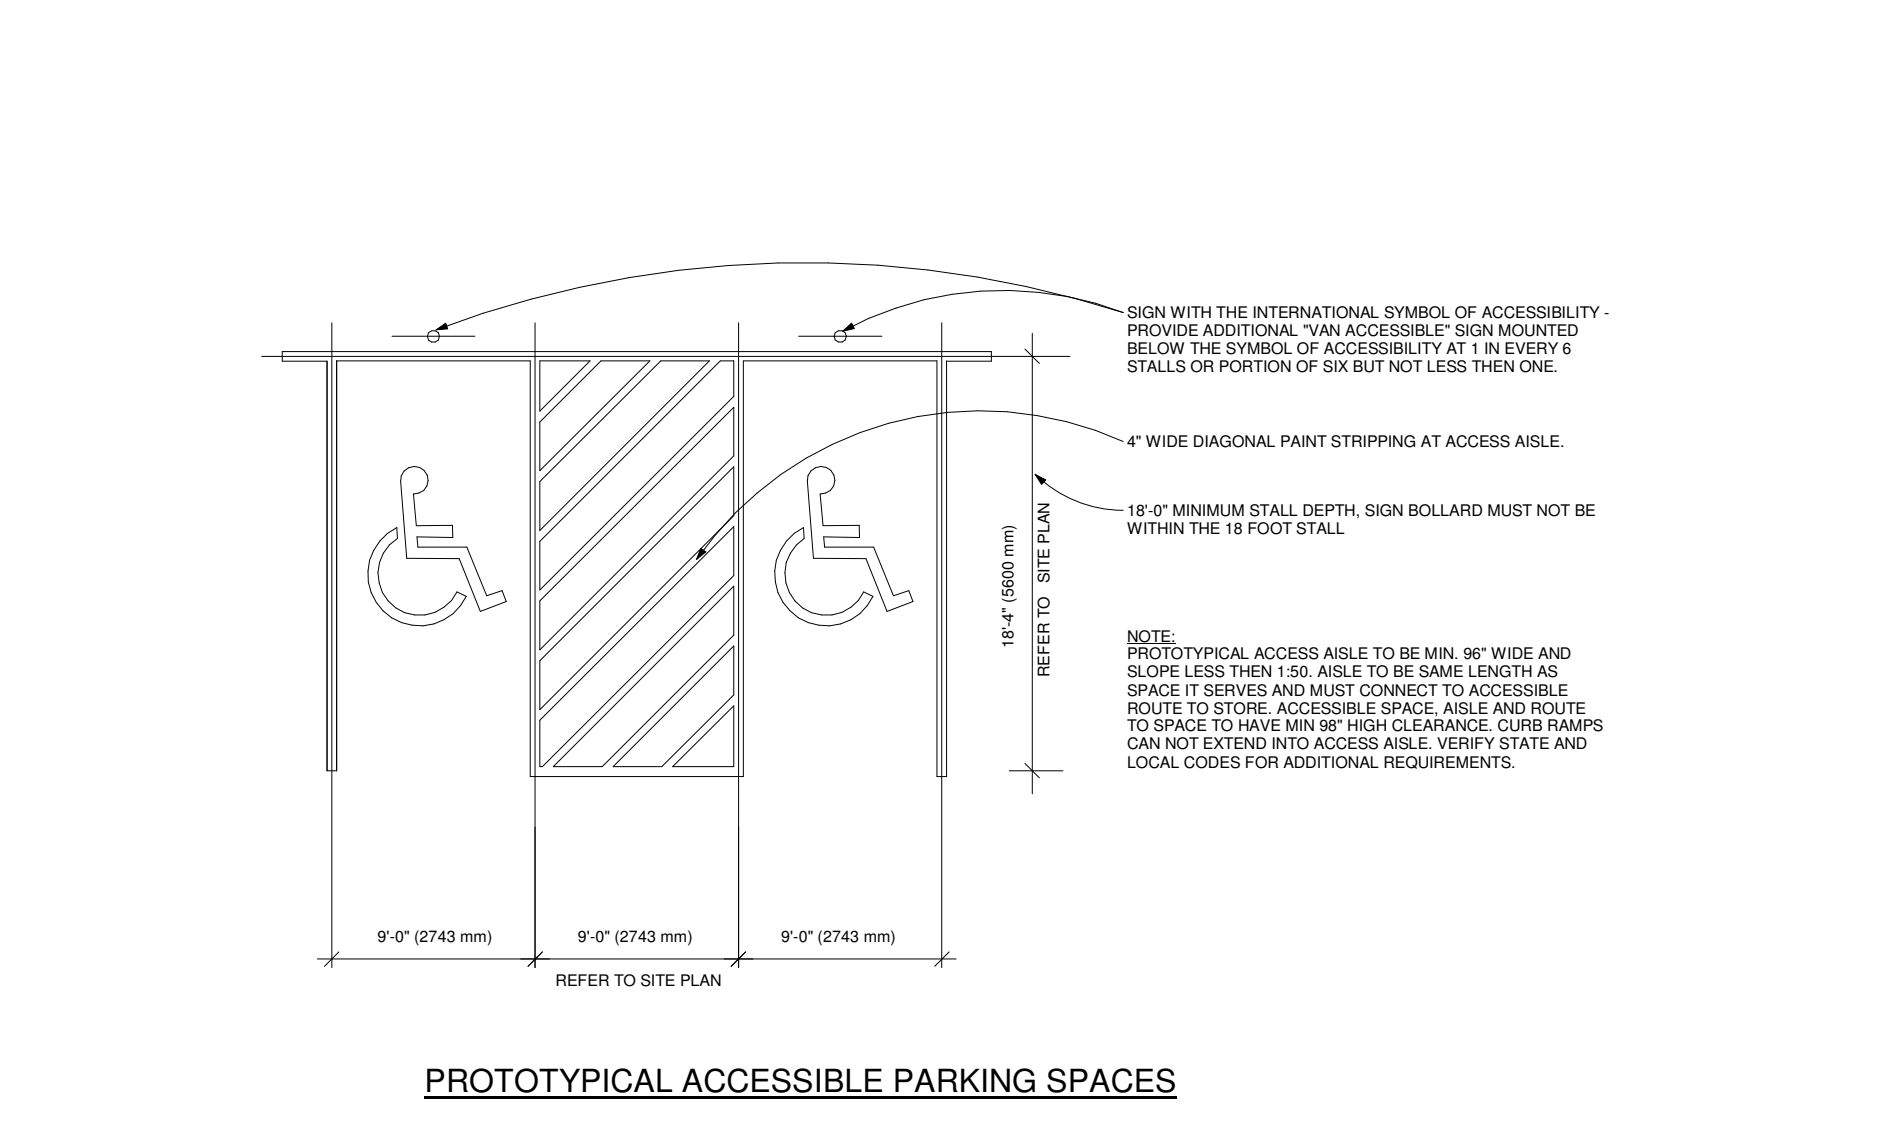 SIGN WITH THE INTERNATIONAL SYMBOL OF ACCESSIBILITY -
PROVIDE ADDITIONAL "VAN ACCESSIBLE" SIGN MOUNTED
BELOW THE SYMBOL OF ACCESSIBILITY AT 1 IN EVERY 6
STALLS OR PORTION OF SIX BUT NOT LESS THEN ONE.
4" WIDE DIAGONAL PAINT STRIPPING AT ACCESS AISLE.
18'-0" MINIMUM STALL DEPTH, SIGN BOLLARD MUST NOT BE
WITHIN THE 18 FOOT STALL
18'-4" (5600 mm)
REFER TO SITE PLAN
NOTE:
PROTOTYPICAL ACCESS AISLE TO BE MIN. 96" WIDE AND
SLOPE LESS THEN 1:50. AISLE TO BE SAME LENGTH AS
SPACE IT SERVES AND MUST CONNECT TO ACCESSIBLE
ROUTE TO STORE. ACCESSIBLE SPACE, AISLE AND ROUTE
TO SPACE TO HAVE MIN 98" HIGH CLEARANCE. CURB RAMPS
CAN NOT EXTEND INTO ACCESS AISLE. VERIFY STATE AND
LOCAL CODES FOR ADDITIONAL REQUIREMENTS.
9'-0" (2743 mm)
9'-0" (2743 mm)
9'-0" (2743 mm)
REFER TO SITE PLAN
PROTOTYPICAL ACCESSIBLE PARKING SPACES